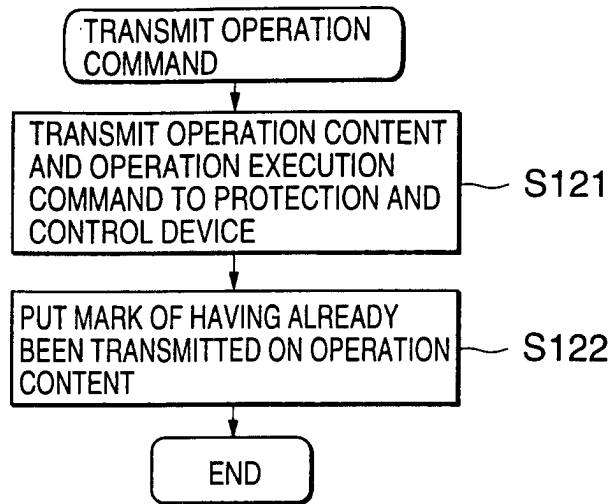 TRANSMIT OPERATION
COMMAND
TRANSMIT OPERATION CONTENT
AND OPERATION EXECUTION
COMMAND TO PROTECTION AND
CONTROL DEVICE
S121
PUT MARK OF HAVING ALREADY
BEEN TRANSMITTED ON OPERATION
CONTENT
S122
END